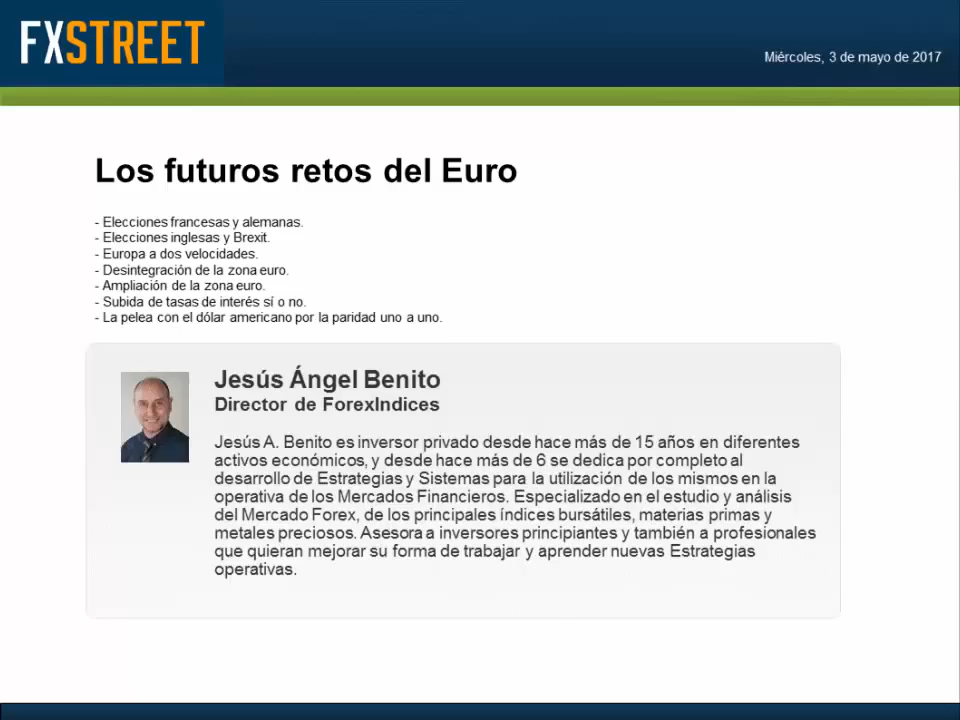 FXSTREET
Miércoles, 3 de mayo de 2017
Los futuros retos del Euro
- Elecciones francesas y alemanas.
- Elecciones inglesas y Brexit.
- Europa a dos velocidades.
- Desintegración de la zona euro.
- Ampliación de la zona euro.
- Subida de tasas de interés sí o no.
- La pelea con el dólar americano por la paridad uno a uno.
Jesús Ángel Benito
Director de ForexIndices
Jesús A. Benito es inversor privado desde hace más de 15 años en diferentes
activos económicos, y desde hace más de 6 se dedica por completo al
desarrollo de Estrategias y Sistemas para la utilización de los mismos en la
operativa de los Mercados Financieros. Especializado en el estudio y análisis
del Mercado Forex, de los principales índices bursátiles, materias primas y
metales preciosos. Asesora a inversores principiantes y también a profesionales
que quieran mejorar su forma de trabajar y aprender nuevas Estrategias
operativas.